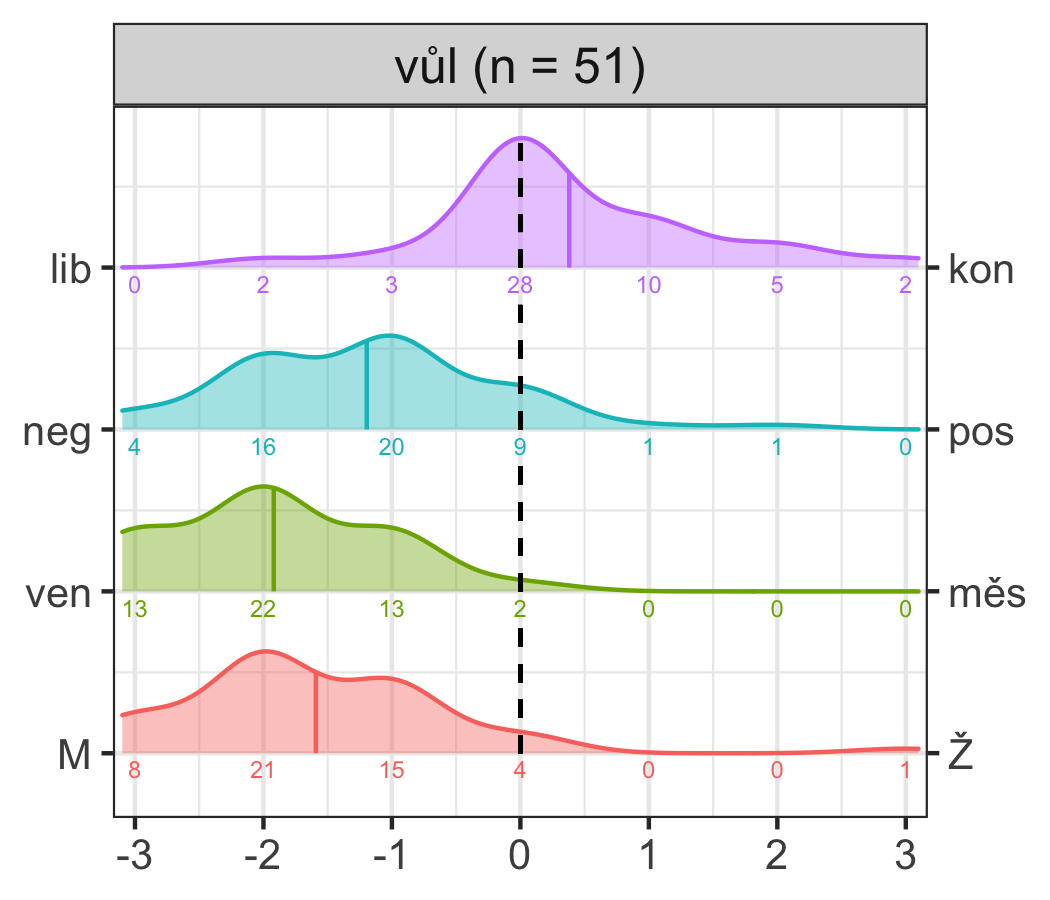 vůl (n = 51)
lib kon
0 2 3 28 10 5 2
neg pos
4 16 20 9 1 1 0
ven měs
13 22 13 2 0 0 0
M Ž
8 21 15 4 0 0 1
-3 -2 -1 0 1 2 3